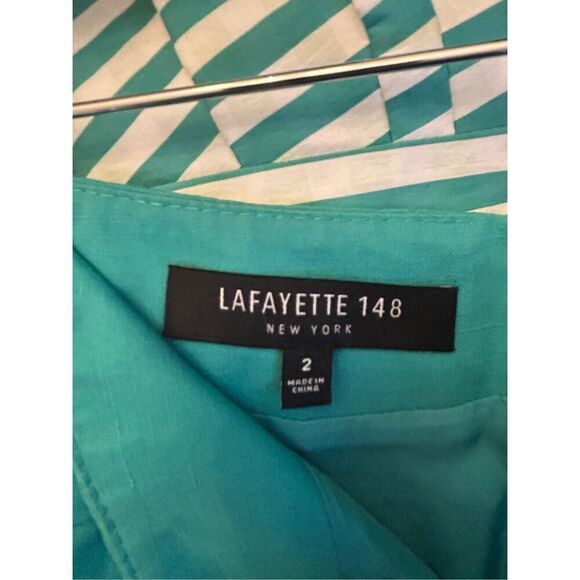 LAFAYETTE 148
NEW YORK
2
MADE IN
CHINA